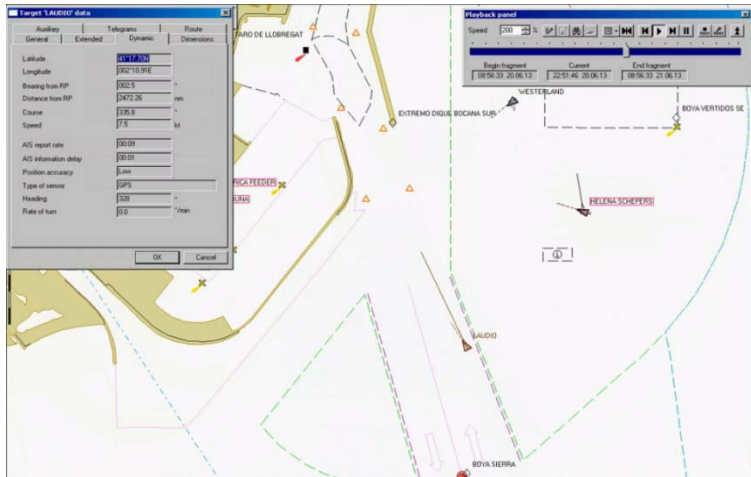 Target "LAUDIO" data
Auxiliary Telegrams Route
General Extended Dynamic Dimensions
Latitude 41°17.70N
Longitude 002°10.91E
Bearing from RP 002.5 °
Distance from RP 2472.26 nm
Course 335.8 °
Speed 7.5 kt
AIS report rate 00:09
AIS information delay 00:01
Position accuracy Low
Type of sensor GPS
Heading 328 °
Rate of turn 0.0 °/min
OK Cancel
Playback panel
Speed 200 %
Begin fragment Current End fragment
08:56:33 20.06.13 22:51:46 20.06.13 08:56:33 21.06.13
FARO DE LLOBREGAT
WESTERLAND
EXTREMO DIQUE BOCANA SUR
BOYA VERTIDOS SE
RICA FEEDER
UNA
HELENA SCHEPERS
LAUDIO
BOYA SIERRA